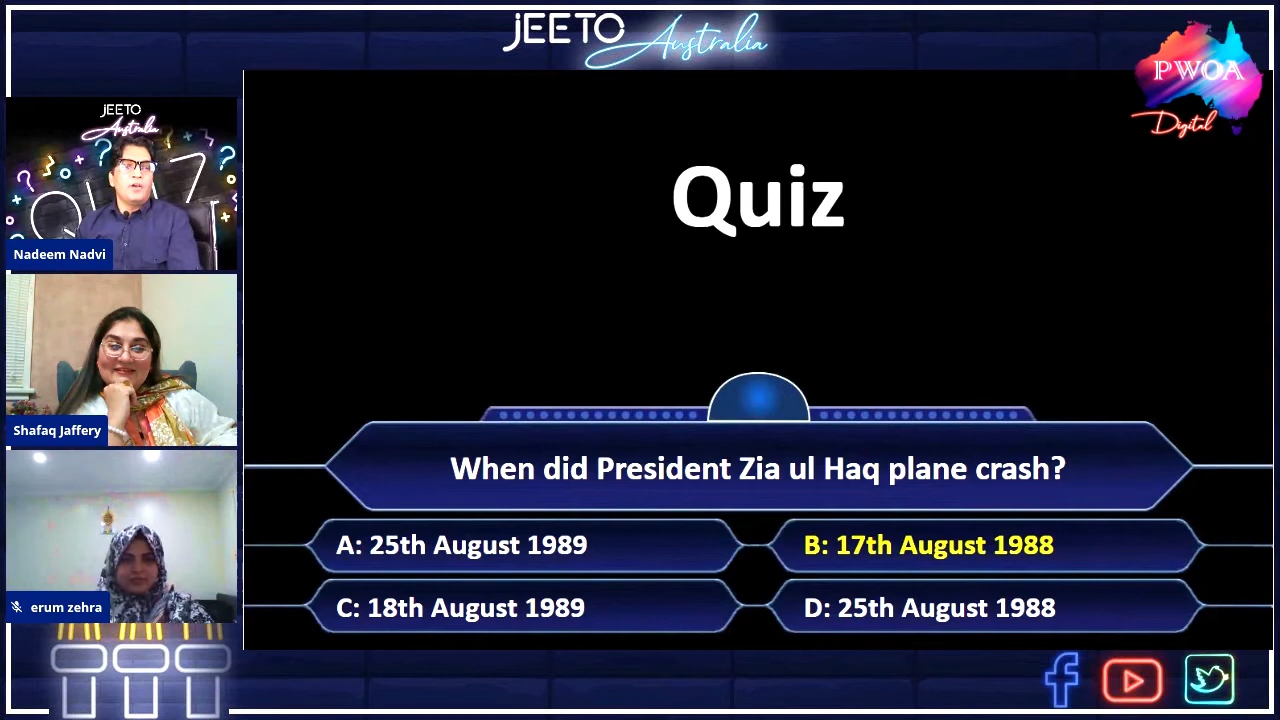 JEETO
Australia
PWOA
Digital
JEETO
Australia
QUIZ
Nadeem Nadvi
Shafaq Jaffery
erum zehra
Quiz
When did President Zia ul Haq plane crash?
A: 25th August 1989
B: 17th August 1988
C: 18th August 1989
D: 25th August 1988